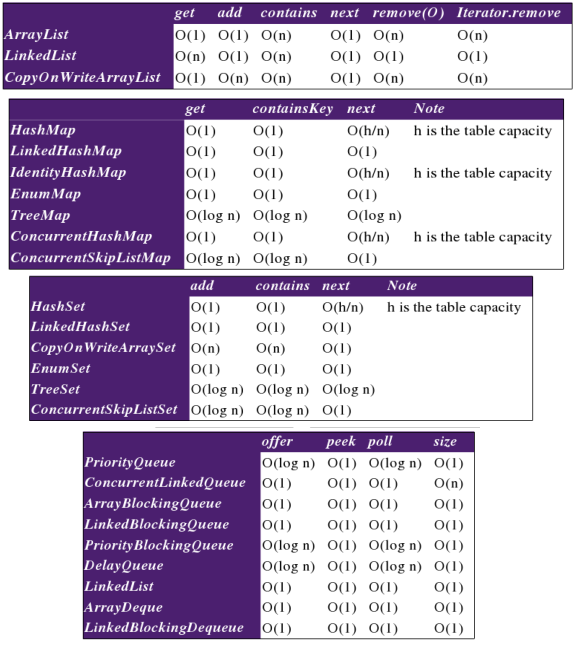 get add contains next remove(O) Iterator.remove
ArrayList O(1) O(1) O(n) O(1) O(n) O(n)
LinkedList O(n) O(1) O(n) O(1) O(1) O(1)
CopyOnWriteArrayList O(1) O(n) O(n) O(1) O(n) O(n)
get containsKey next Note
HashMap O(1) O(1) O(h/n) h is the table capacity
LinkedHashMap O(1) O(1) O(1)
IdentityHashMap O(1) O(1) O(h/n) h is the table capacity
EnumMap O(1) O(1) O(1)
TreeMap O(log n) O(log n) O(log n)
ConcurrentHashMap O(1) O(1) O(h/n) h is the table capacity
ConcurrentSkipListMap O(log n) O(log n) O(1)
add contains next Note
HashSet O(1) O(1) O(h/n) h is the table capacity
LinkedHashSet O(1) O(1) O(1)
CopyOnWriteArraySet O(n) O(n) O(1)
EnumSet O(1) O(1) O(1)
TreeSet O(log n) O(log n) O(log n)
ConcurrentSkipListSet O(log n) O(log n) O(1)
offer peek poll size
PriorityQueue O(log n) O(1) O(log n) O(1)
ConcurrentLinkedQueue O(1) O(1) O(1) O(n)
ArrayBlockingQueue O(1) O(1) O(1) O(1)
LinkedBlockingQueue O(1) O(1) O(1) O(1)
PriorityBlockingQueue O(log n) O(1) O(log n) O(1)
DelayQueue O(log n) O(1) O(log n) O(1)
LinkedList O(1) O(1) O(1) O(1)
ArrayDeque O(1) O(1) O(1) O(1)
LinkedBlockingDequeue O(1) O(1) O(1) O(1)